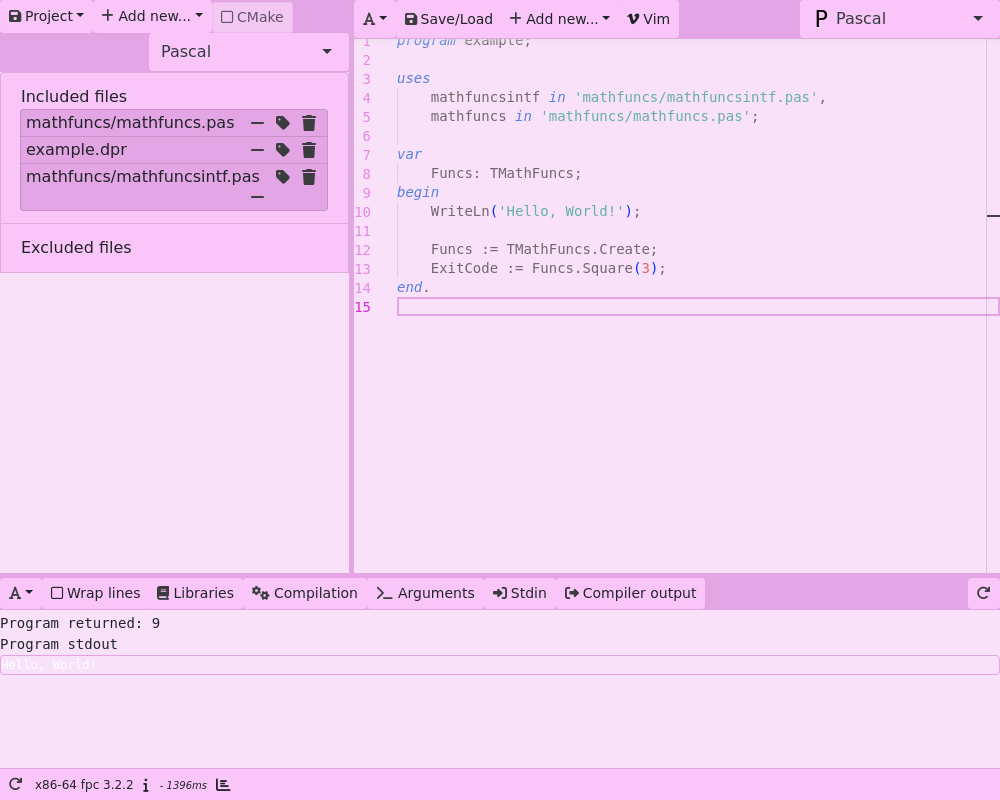 Project Add new... CMake
Pascal
Included files
mathfuncs/mathfuncs.pas
example.dpr
mathfuncs/mathfuncsintf.pas
Excluded files
A Save/Load Add new... Vim
P Pascal
1 program example;
2
3 uses
4     mathfuncsintf in 'mathfuncs/mathfuncsintf.pas',
5     mathfuncs in 'mathfuncs/mathfuncs.pas';
6
7 var
8     Funcs: TMathFuncs;
9 begin
10     WriteLn('Hello, World!');
11
12     Funcs := TMathFuncs.Create;
13     ExitCode := Funcs.Square(3);
14 end.
15
A Wrap lines Libraries Compilation Arguments Stdin Compiler output
Program returned: 9
Program stdout
Hello, World!
x86-64 fpc 3.2.2 i - 1396ms